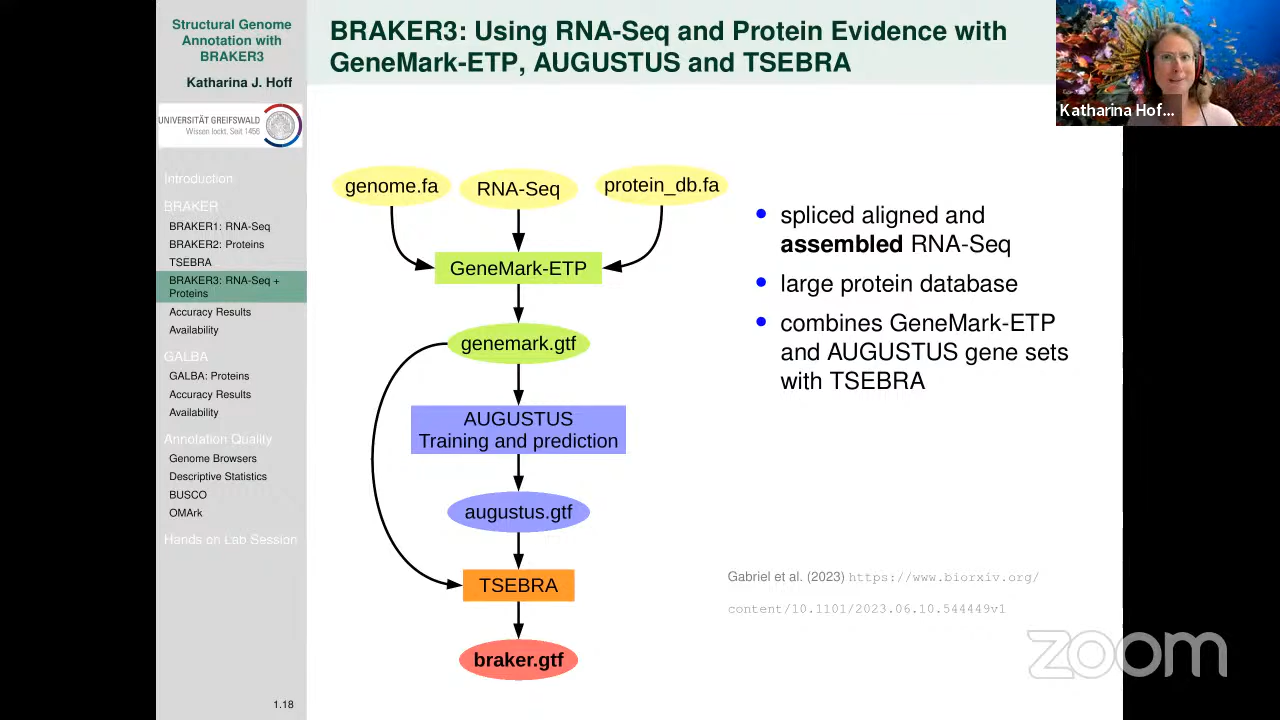 Structural Genome
Annotation with
BRAKER3
Katharina J. Hoff
UNIVERSITÄT GREIFSWALD
Wissen lockt. Seit 1456
Introduction
BRAKER
BRAKER1: RNA-Seq
BRAKER2: Proteins
TSEBRA
BRAKER3: RNA-Seq +
Proteins
Accuracy Results
Availability
GALBA
GALBA: Proteins
Accuracy Results
Availability
Annotation Quality
Genome Browsers
Descriptive Statistics
BUSCO
OMArk
Hands on Lab Session
1.18
BRAKER3: Using RNA-Seq and Protein Evidence with
GeneMark-ETP, AUGUSTUS and TSEBRA
genome.fa
RNA-Seq
protein_db.fa
GeneMark-ETP
genemark.gtf
AUGUSTUS
Training and prediction
augustus.gtf
TSEBRA
braker.gtf
• spliced aligned and
assembled RNA-Seq
• large protein database
• combines GeneMark-ETP
and AUGUSTUS gene sets
with TSEBRA
Gabriel et al. (2023) https://www.biorxiv.org/
content/10.1101/2023.06.10.544449v1
Katharina Hof...
zoom